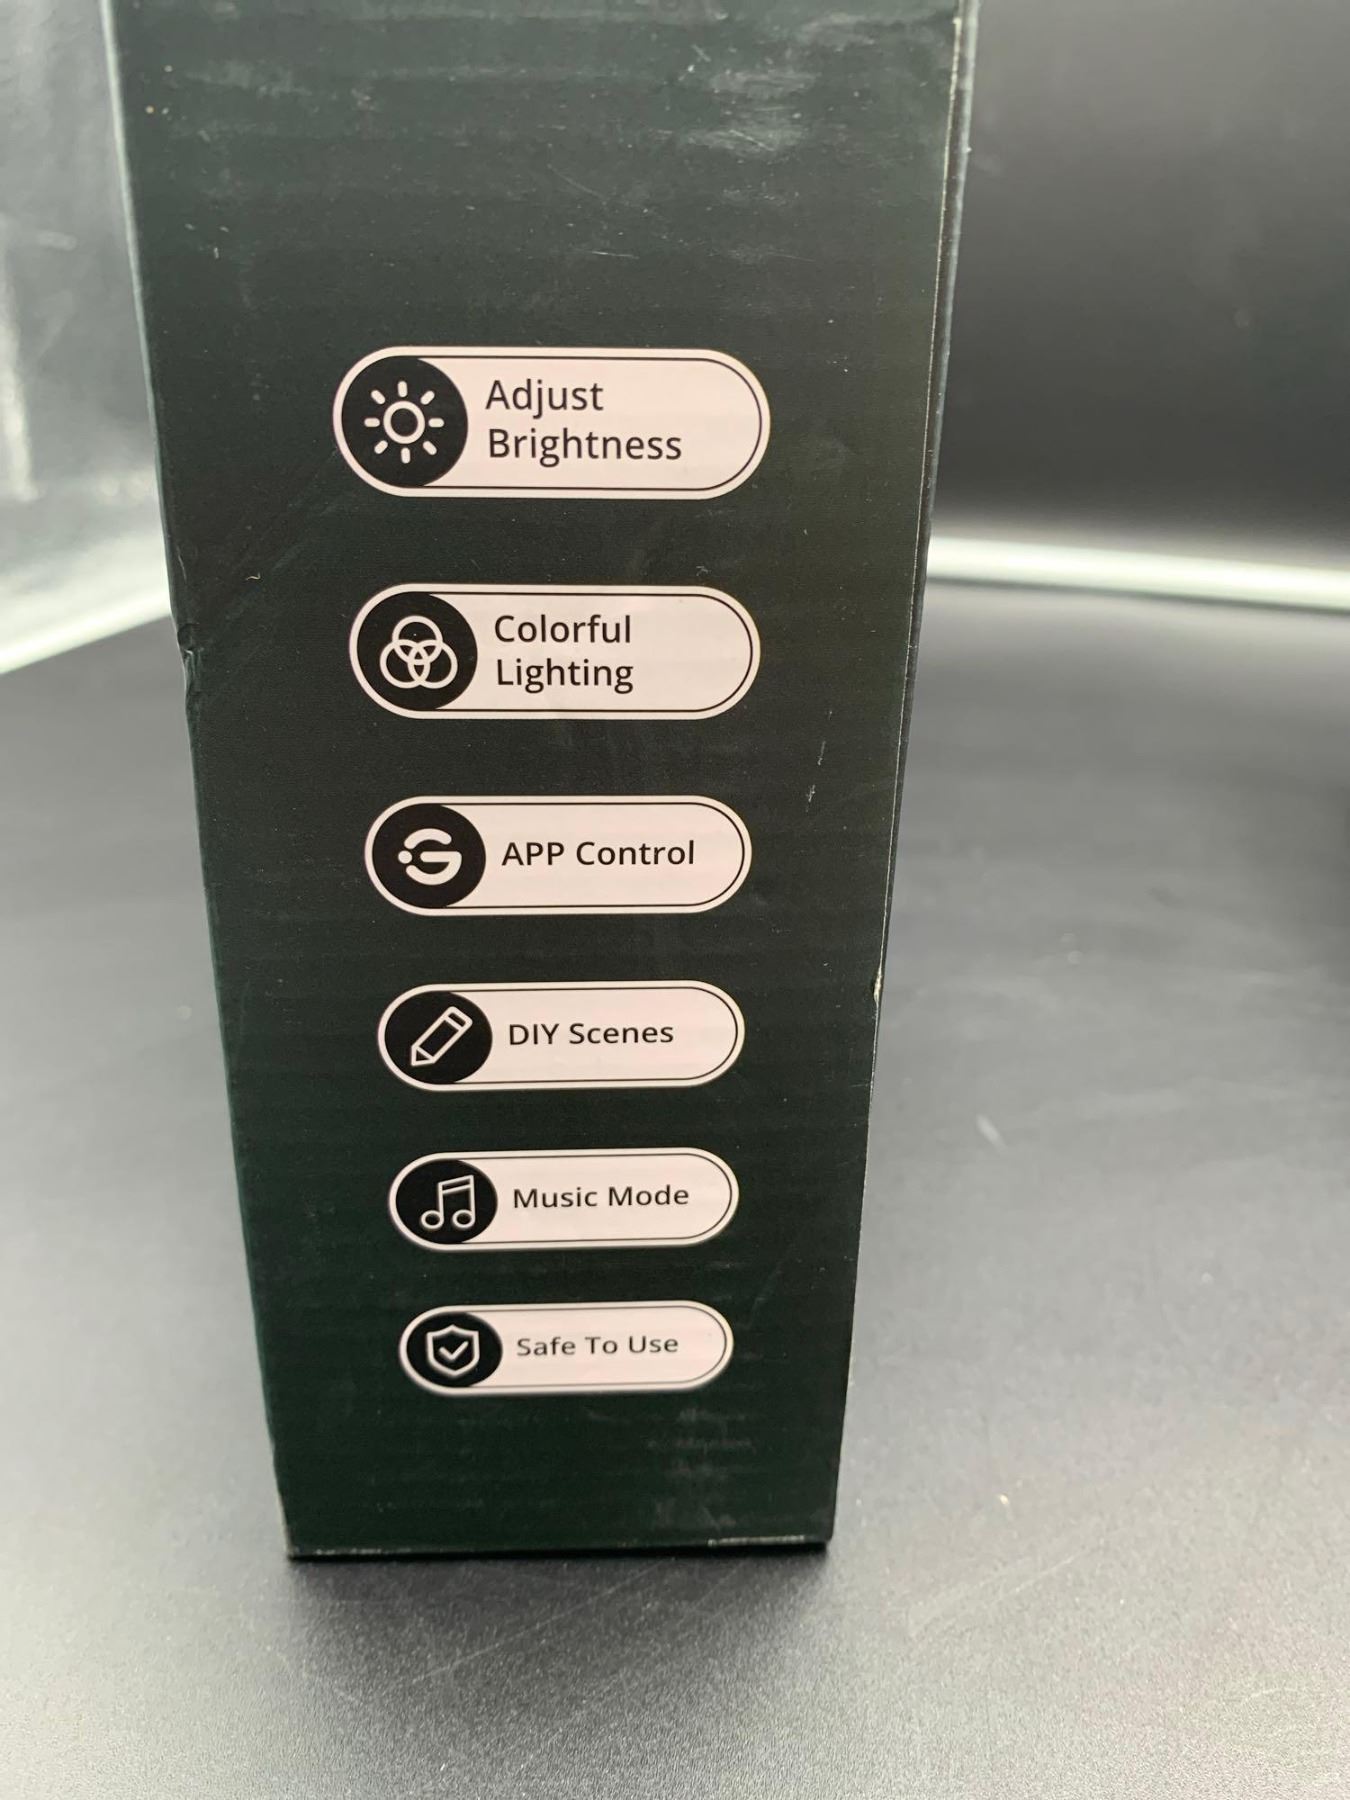 Adjust
Brightness
Colorful
Lighting
APP Control
DIY Scenes
Music Mode
Safe To Use